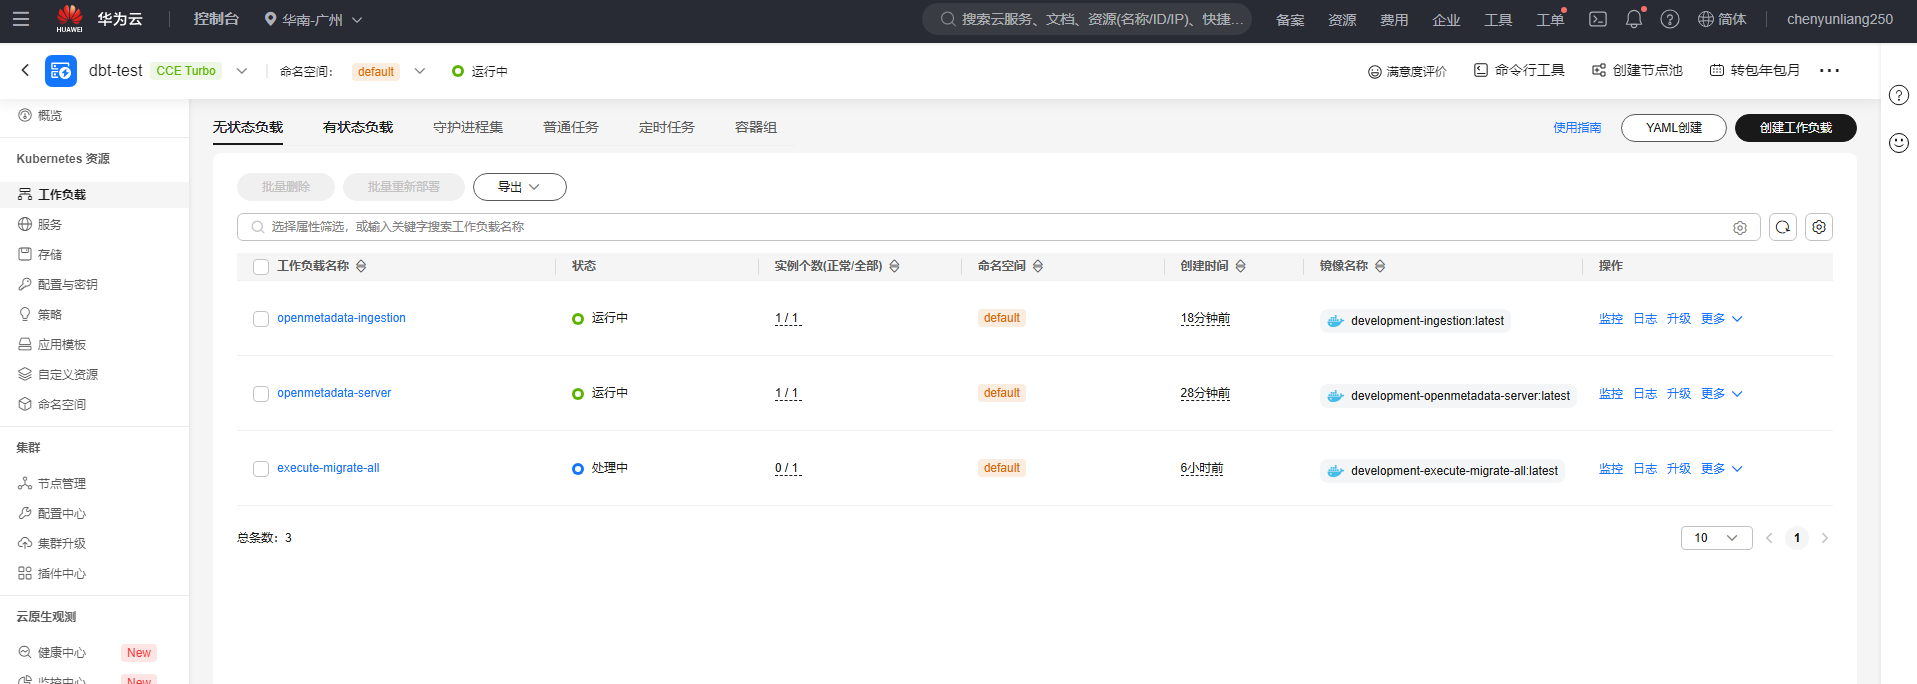 华为云
HUAWEI
控制台
华南-广州
搜索云服务、文档、资源(名称/ID/IP)、快捷...
备案
资源
费用
企业
工具
工单
简体
chenyunliang250
dbt-test
CCE Turbo
命名空间：
default
运行中
满意度评价
命令行工具
创建节点池
转包年包月
概览
Kubernetes 资源
工作负载
服务
存储
配置与密钥
策略
应用模板
自定义资源
命名空间
集群
节点管理
配置中心
集群升级
插件中心
云原生观测
健康中心 New
监控中心 New
无状态负载 有状态负载 守护进程集 普通任务 定时任务 容器组
使用指南 YAML创建 创建工作负载
批量删除 批量重新部署 导出
选择属性筛选，或输入关键字搜索工作负载名称
工作负载名称 状态 实例个数(正常/全部) 命名空间 创建时间 镜像名称 操作
openmetadata-ingestion 运行中 1 / 1 default 18分钟前 development-ingestion:latest 监控 日志 升级 更多
openmetadata-server 运行中 1 / 1 default 28分钟前 development-openmetadata-server:latest 监控 日志 升级 更多
execute-migrate-all 处理中 0 / 1 default 6小时前 development-execute-migrate-all:latest 监控 日志 升级 更多
总条数：3
10
1